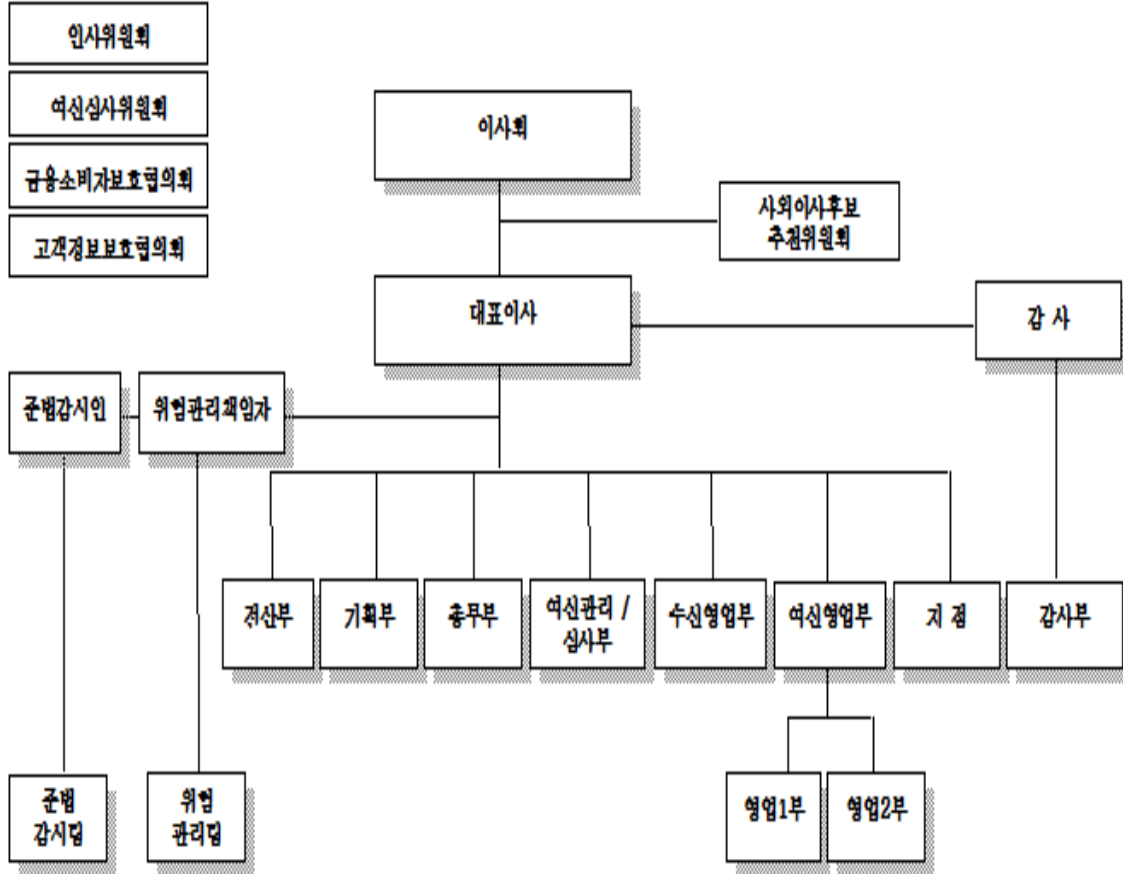 인사위원회
여신심사위원회
금융소비자보호협의회
고객정보보호협의회
이사회
사외이사후보
추천위원회
대표이사
감 사
준법감시인
위험관리책임자
전산부
기획부
총무부
여신관리 /
심사부
수신영업부
여신영업부
지 점
감사부
준법
감시팀
위험
관리팀
영업1부
영업2부